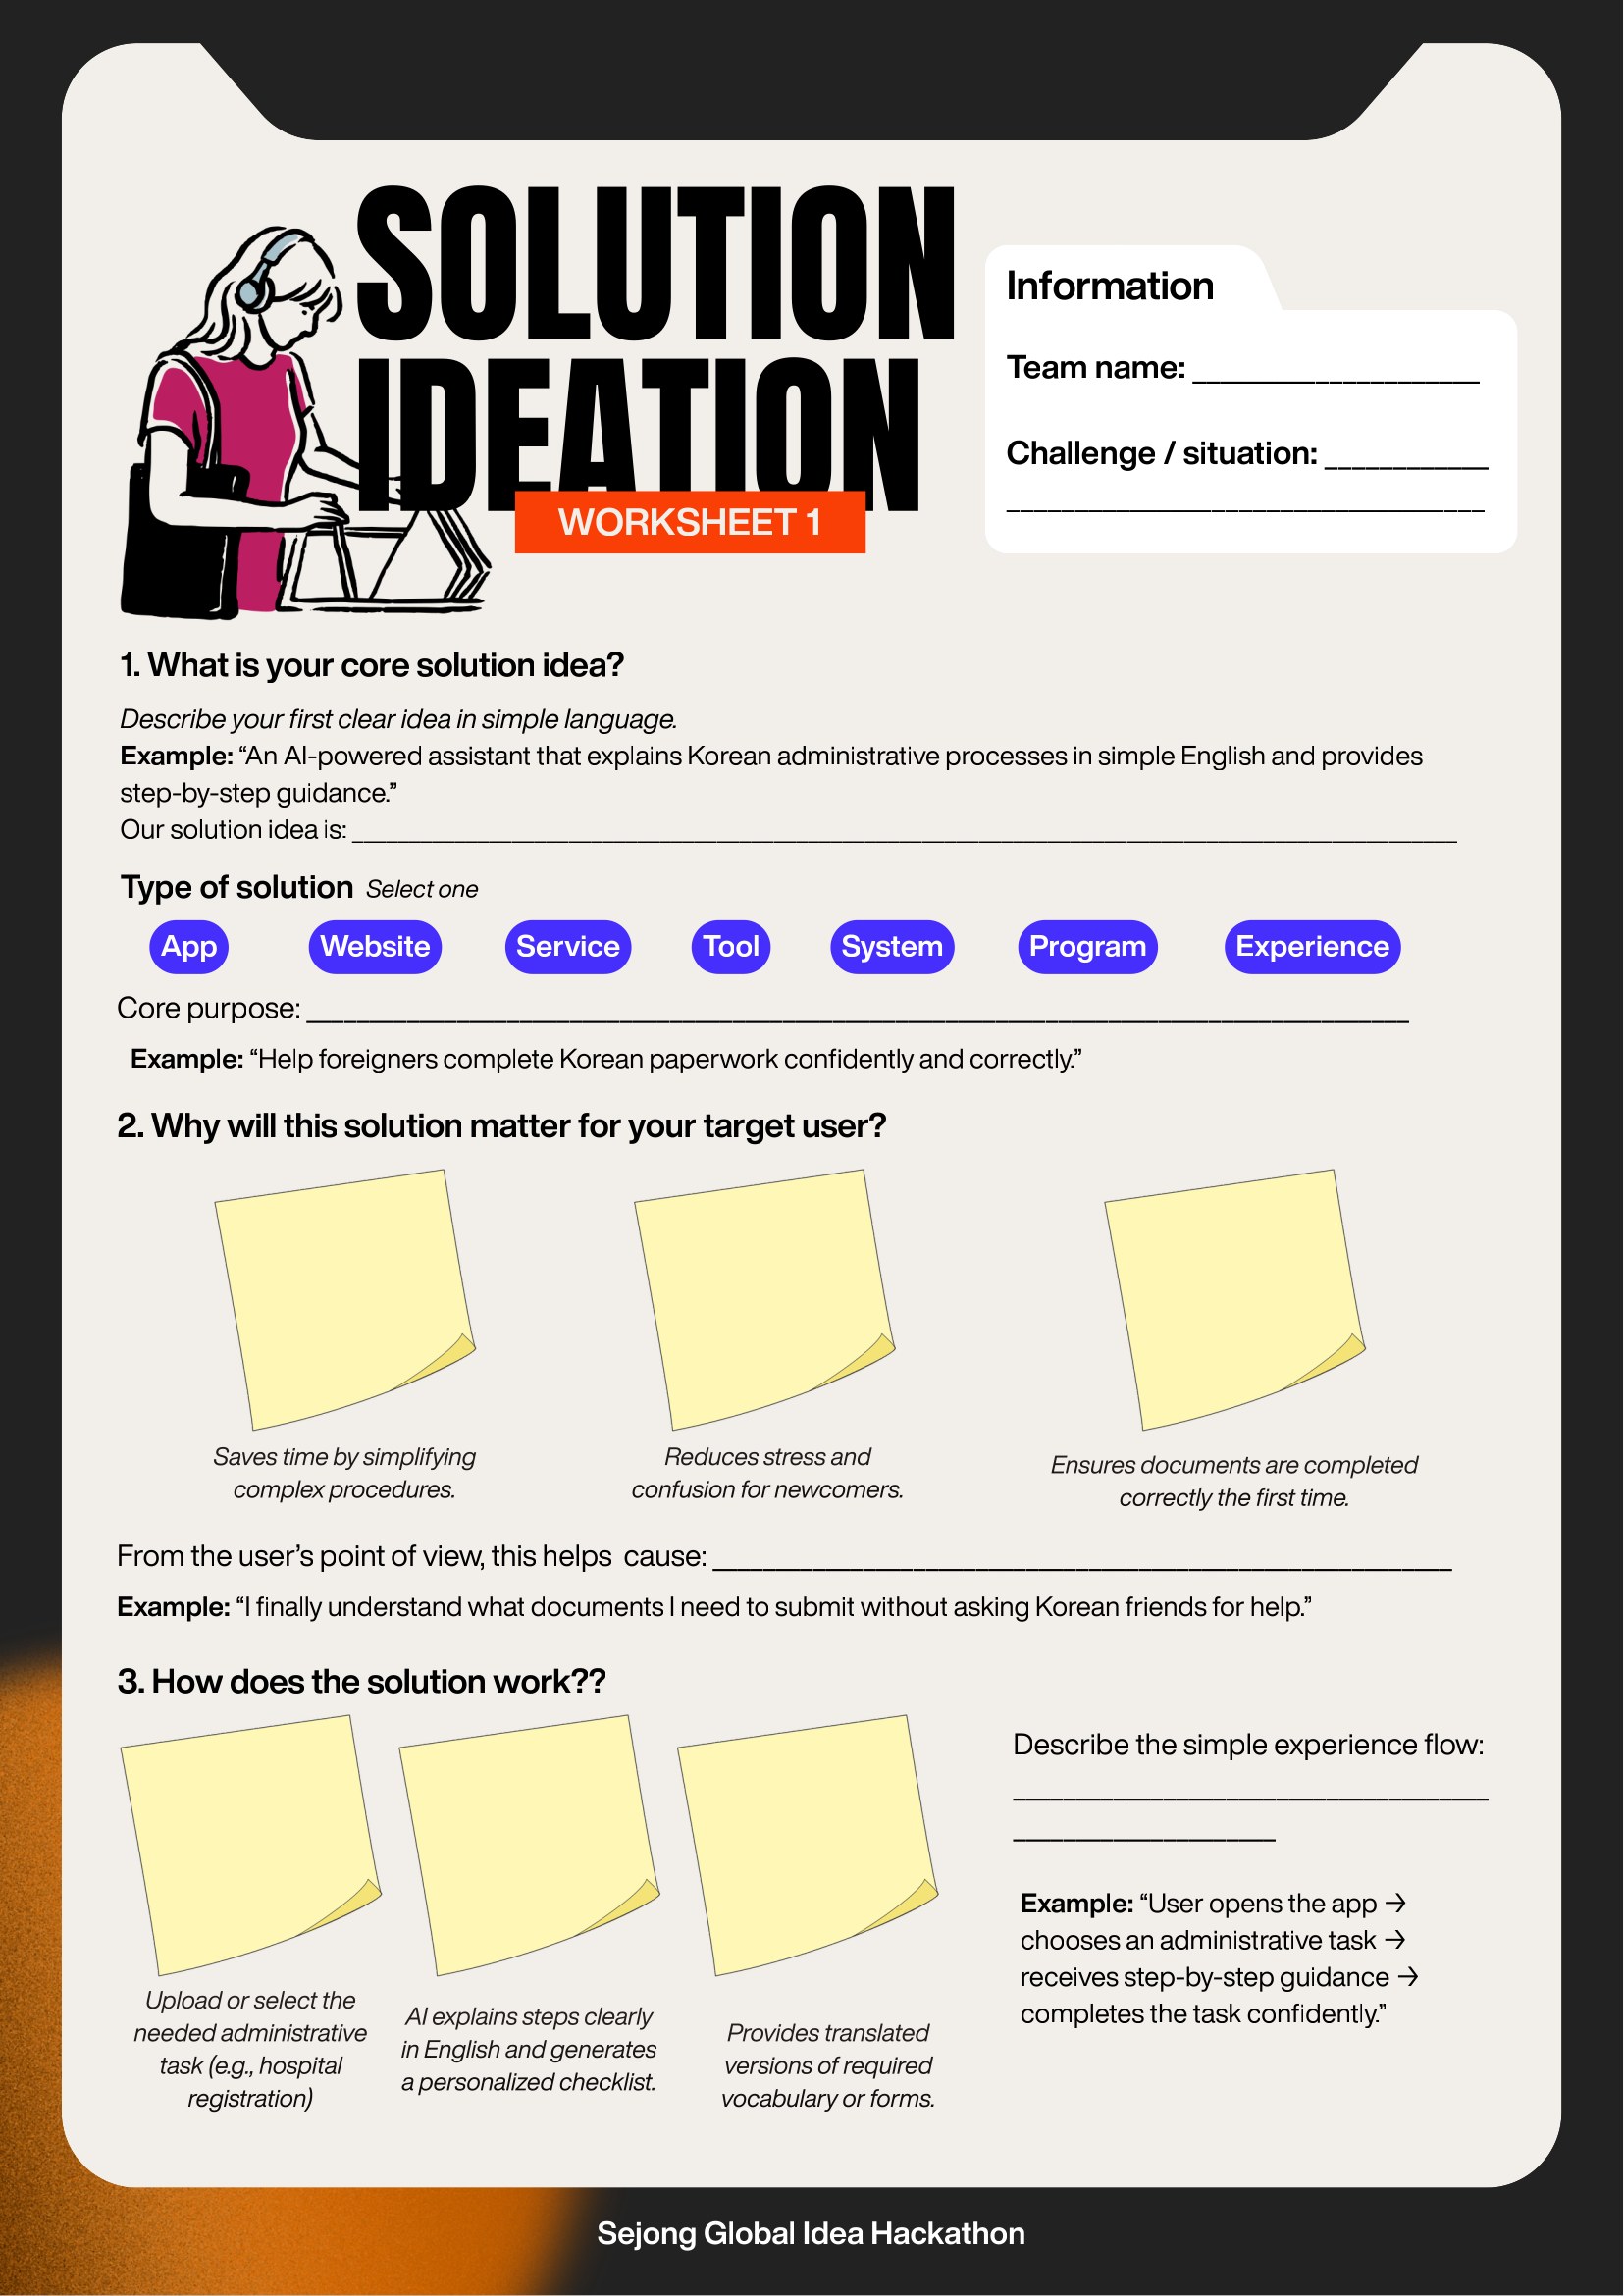 SOLUTION
IDEATION
WORKSHEET 1
Information
Team name: ____________________
Challenge / situation: ____________
___________________________________
1. What is your core solution idea?
Describe your first clear idea in simple language.
Example: “An AI-powered assistant that explains Korean administrative processes in simple English and provides
step-by-step guidance.”
Our solution idea is: ________________________________________________________________________________
Type of solution Select one
App Website Service Tool System Program Experience
Core purpose: ________________________________________________________________________________
Example: “Help foreigners complete Korean paperwork confidently and correctly.”
2. Why will this solution matter for your target user?
Saves time by simplifying
complex procedures.
Reduces stress and
confusion for newcomers.
Ensures documents are completed
correctly the first time.
From the user’s point of view, this helps  cause: ______________________________________________________
Example: “I finally understand what documents I need to submit without asking Korean friends for help.”
3. How does the solution work??
Upload or select the
needed administrative
task (e.g., hospital
registration)
AI explains steps clearly
in English and generates
a personalized checklist.
Provides translated
versions of required
vocabulary or forms.
Describe the simple experience flow:
___________________________________
___________________
Example: “User opens the app →
chooses an administrative task →
receives step-by-step guidance →
completes the task confidently.”
Sejong Global Idea Hackathon